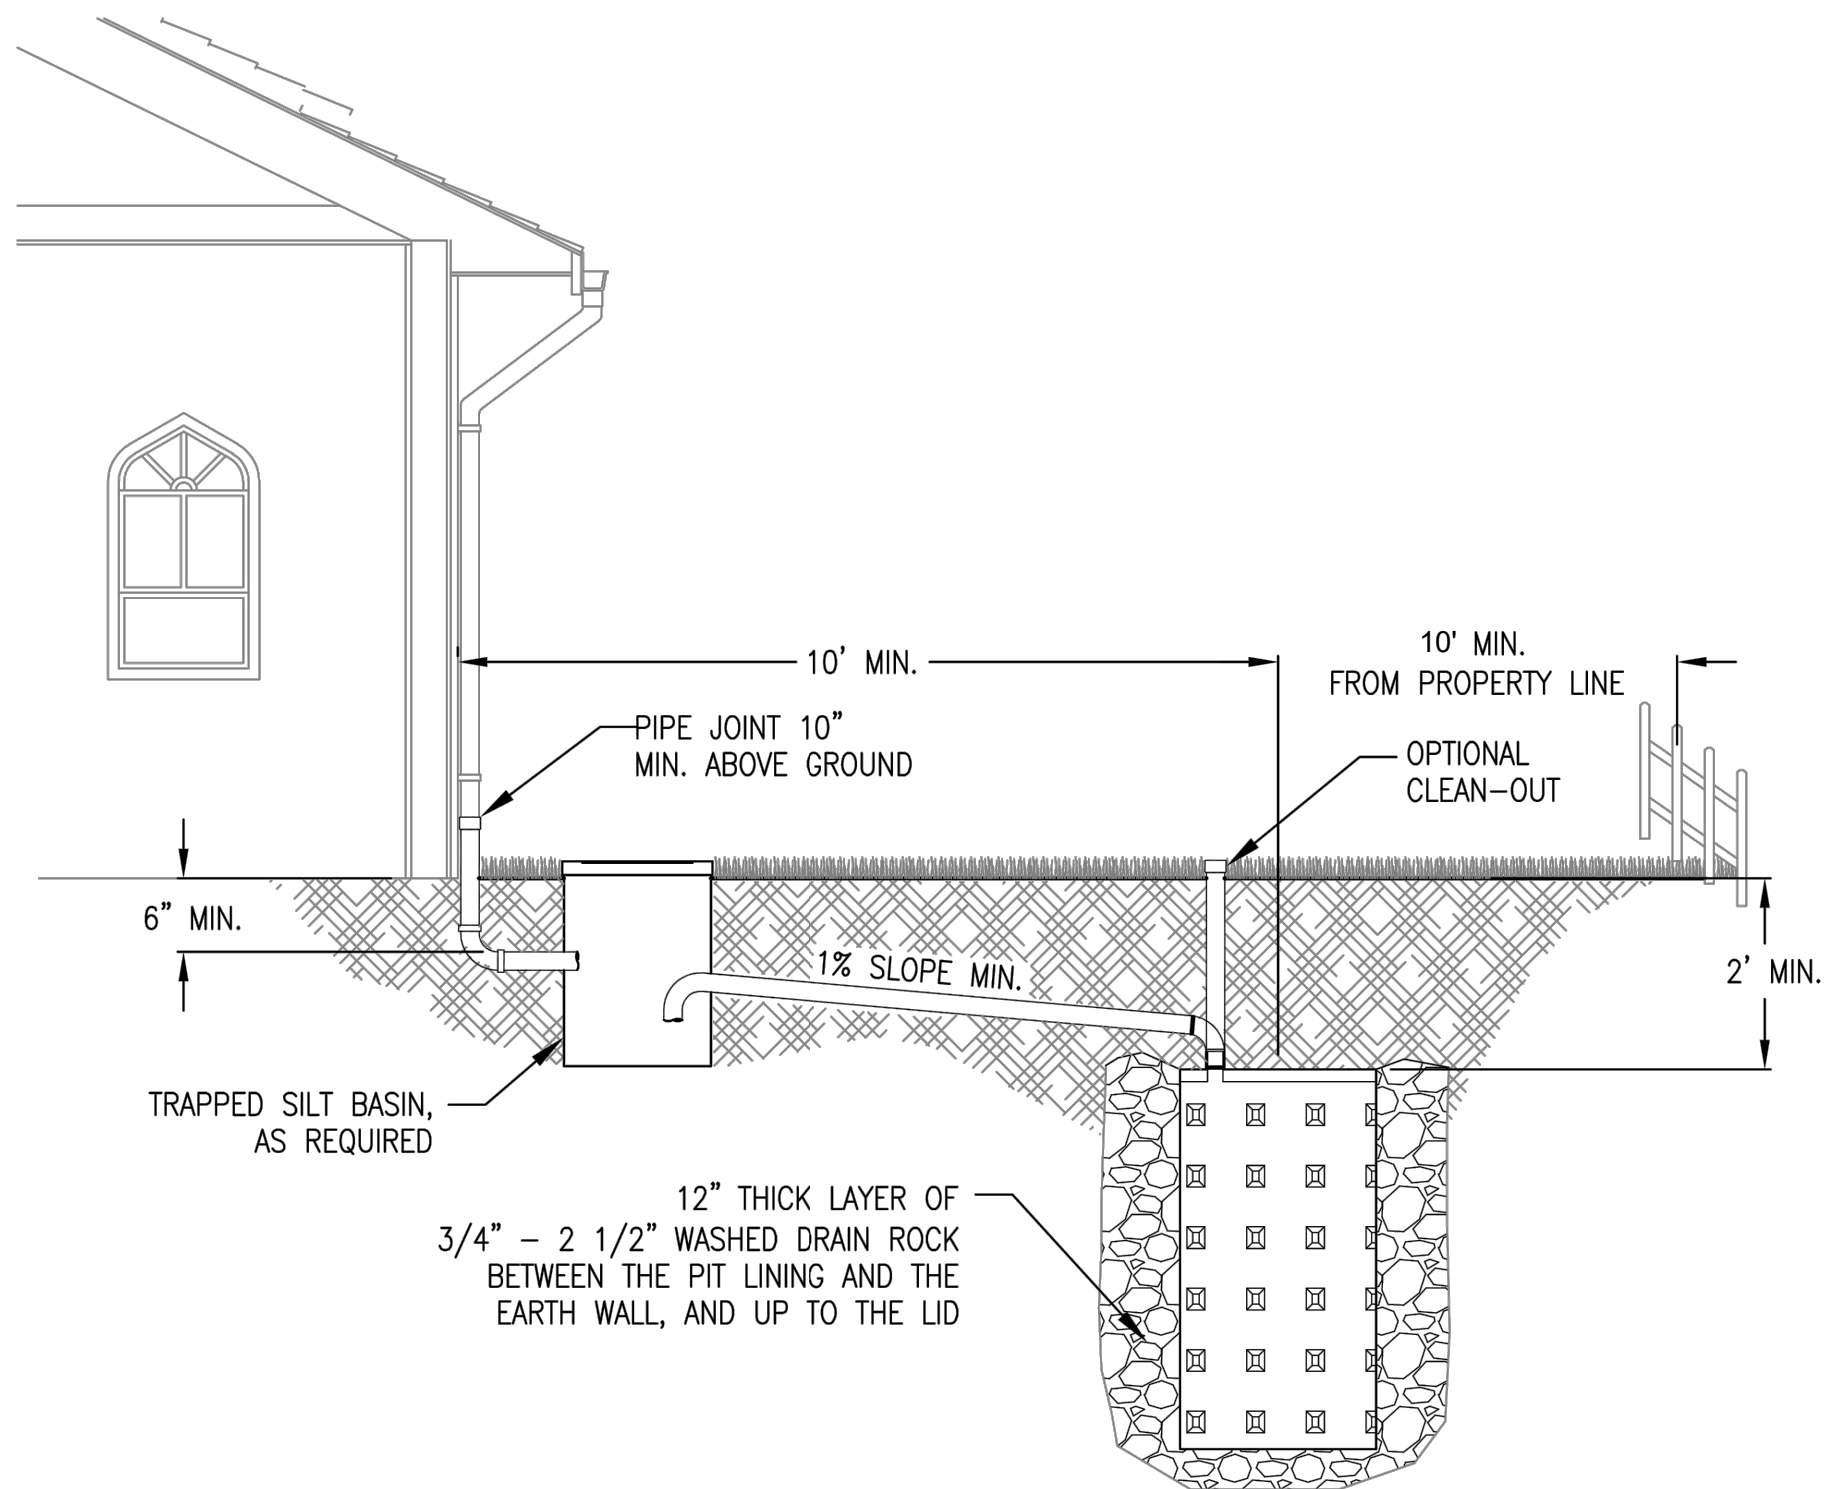 10' MIN.
FROM PROPERTY LINE
10’ MIN.
PIPE JOINT 10”
MIN. ABOVE GROUND
OPTIONAL
CLEAN–OUT
6” MIN.
1% SLOPE MIN.
2’ MIN.
TRAPPED SILT BASIN,
AS REQUIRED
12” THICK LAYER OF
3/4” – 2 1/2” WASHED DRAIN ROCK
BETWEEN THE PIT LINING AND THE
EARTH WALL, AND UP TO THE LID